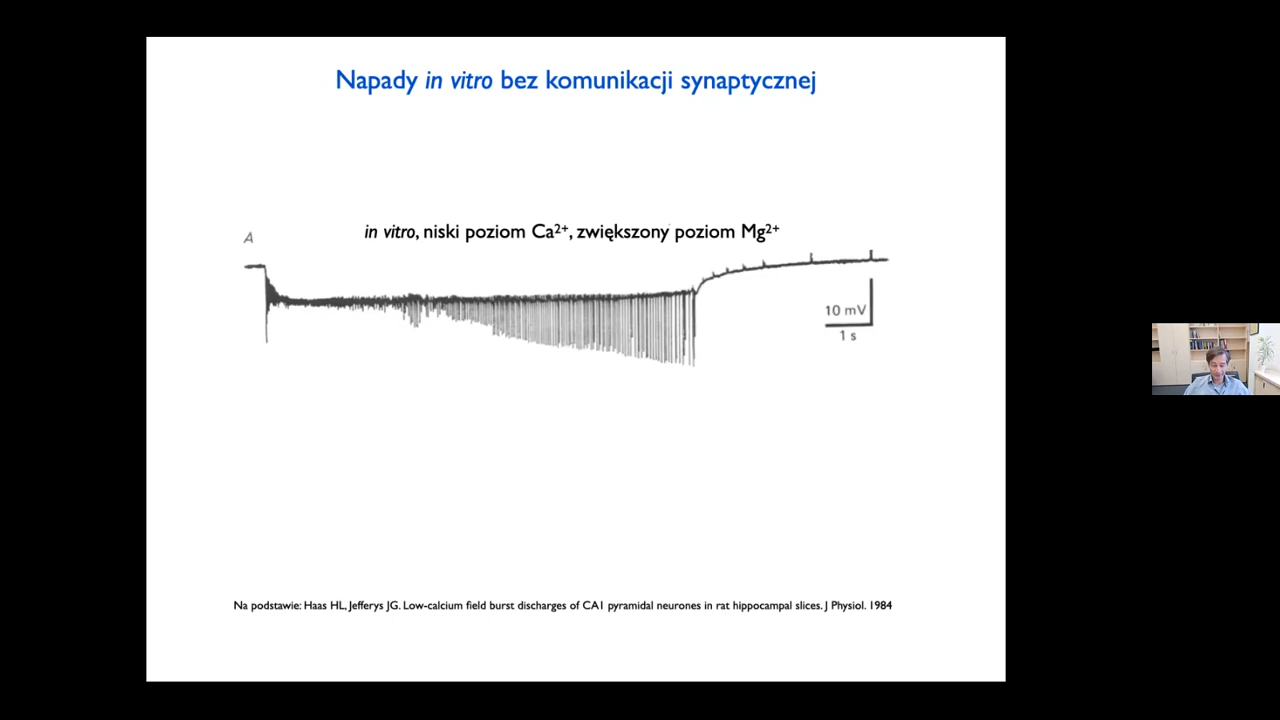 Napady in vitro bez komunikacji synaptycznej
in vitro, niski poziom Ca²⁺, zwiększony poziom Mg²⁺
A
10 mV
1 s
Na podstawie: Haas HL, Jefferys JG. Low-calcium field burst discharges of CA1 pyramidal neurones in rat hippocampal slices. J Physiol. 1984